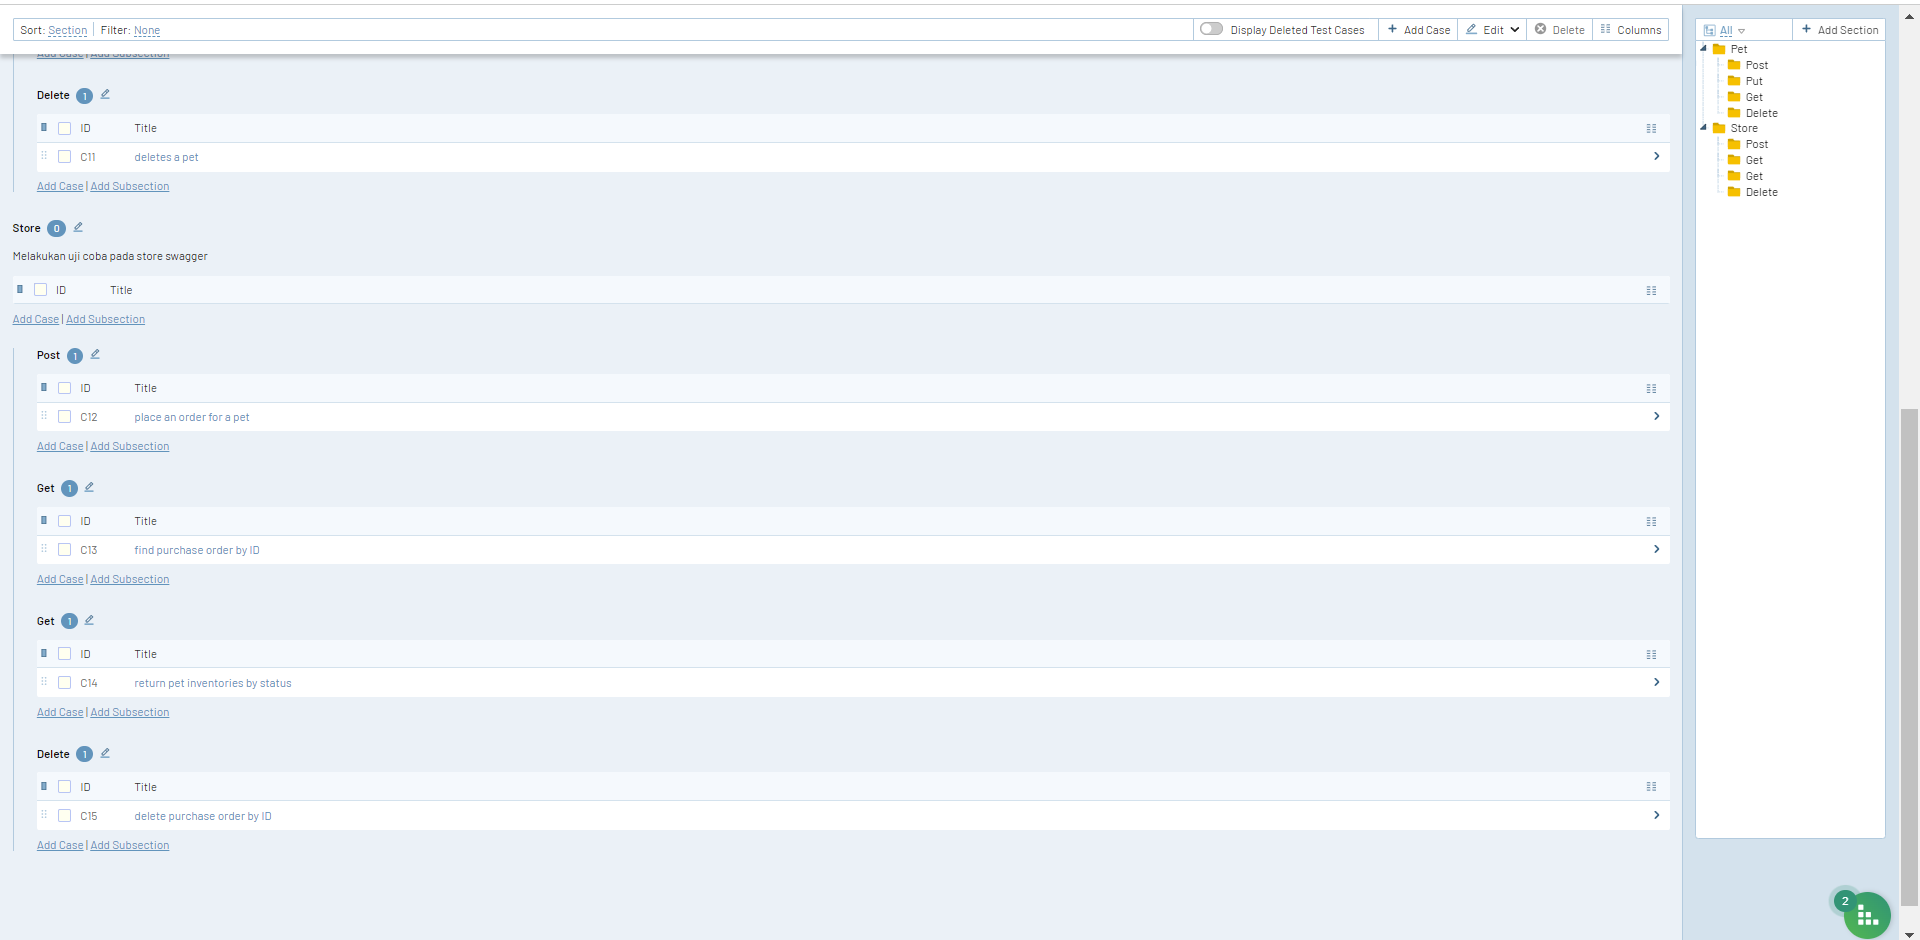 Sort: Section Filter: None Display Deleted Test Cases + Add Case Edit Delete Columns
Add Case | Add Subsection
Delete 1
ID Title
C11 deletes a pet
Add Case | Add Subsection
Store 0
Melakukan uji coba pada store swagger
ID Title
Add Case | Add Subsection
Post 1
ID Title
C12 place an order for a pet
Add Case | Add Subsection
Get 1
ID Title
C13 find purchase order by ID
Add Case | Add Subsection
Get 1
ID Title
C14 return pet inventories by status
Add Case | Add Subsection
Delete 1
ID Title
C15 delete purchase order by ID
Add Case | Add Subsection
All + Add Section
Pet
Post
Put
Get
Delete
Store
Post
Get
Get
Delete
2